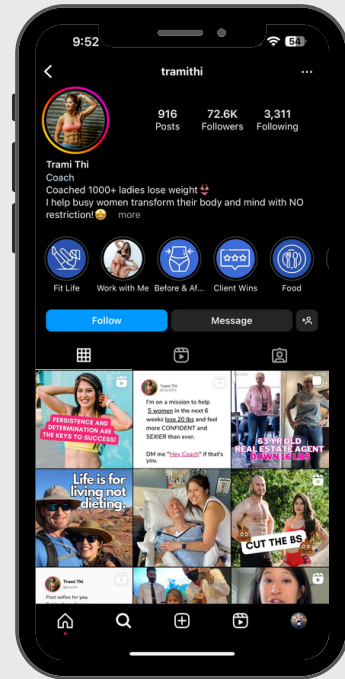 9:52
54
tramithi
916
72.6K
3,311
Posts
Followers
Following
Trami Thi
Coach
Coached 1000+ ladies lose weight
I help busy women transform their body and mind with NO
restriction! more
Fit Life
Work with Me
Before & Af...
Client Wins
Food
Follow
Message
PERSISTENCE AND
DETERMINATION ARE
THE KEYS TO SUCCESS!
Trami Thi
I'm on a mission to help
5 women in the next 6
weeks lose 20 lbs and feel
more CONFIDENT and
SEXIER than ever.
DM me "Hey Coach" if that's
you.
63 YR OLD
REAL ESTATE AGENT
DOWN 16 LBS
Life is for
living not
dieting.
CUT THE BS
Trami Thi
Post selfies for you.